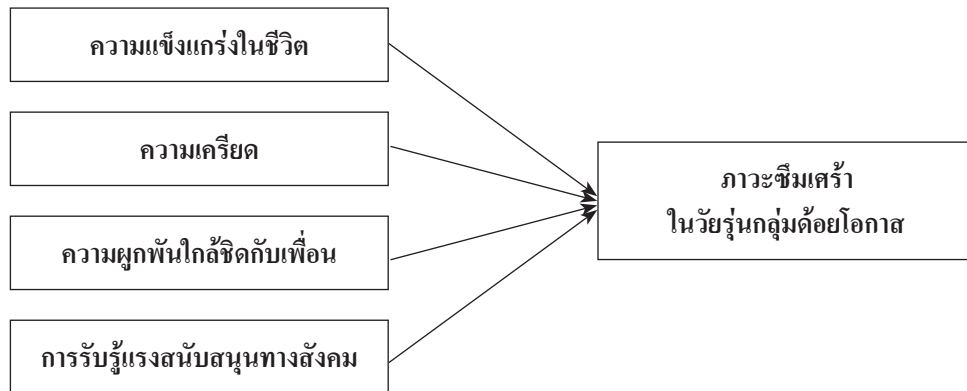 ความแข็งแกร่งในชีวิต
ความเครียด
ความผูกพันใกล้ชิดกับเพื่อน
การรับรู้แรงสนับสนุนทางสังคม
ภาวะซึมเศร้า
ในวัยรุ่นกลุ่มด้อยโอกาส